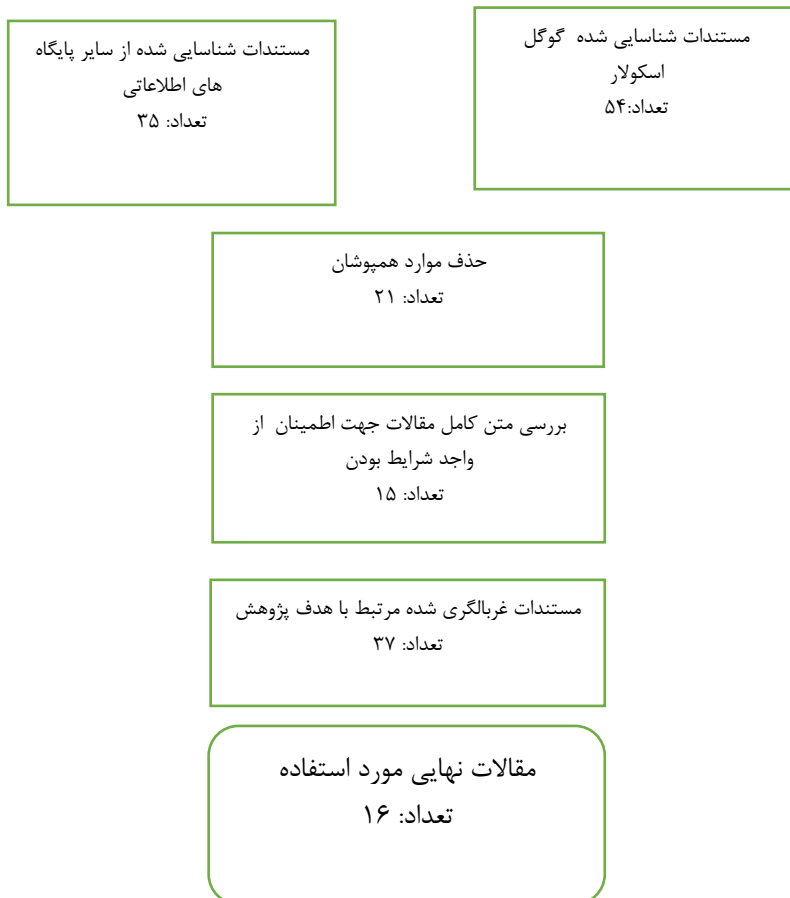 مستندات شناسایی شده گوگل
اسکولار
تعداد:۵۴
مستندات شناسایی شده از سایر پایگاه
های اطلاعاتی
تعداد: ۳۵
حذف موارد همپوشان
تعداد: ۲۱
بررسی متن کامل مقالات جهت اطمینان از
واجد شرایط بودن
تعداد: ۱۵
مستندات غربالگری شده مرتبط با هدف پژوهش
تعداد: ۳۷
مقالات نهایی مورد استفاده
تعداد: ۱۶